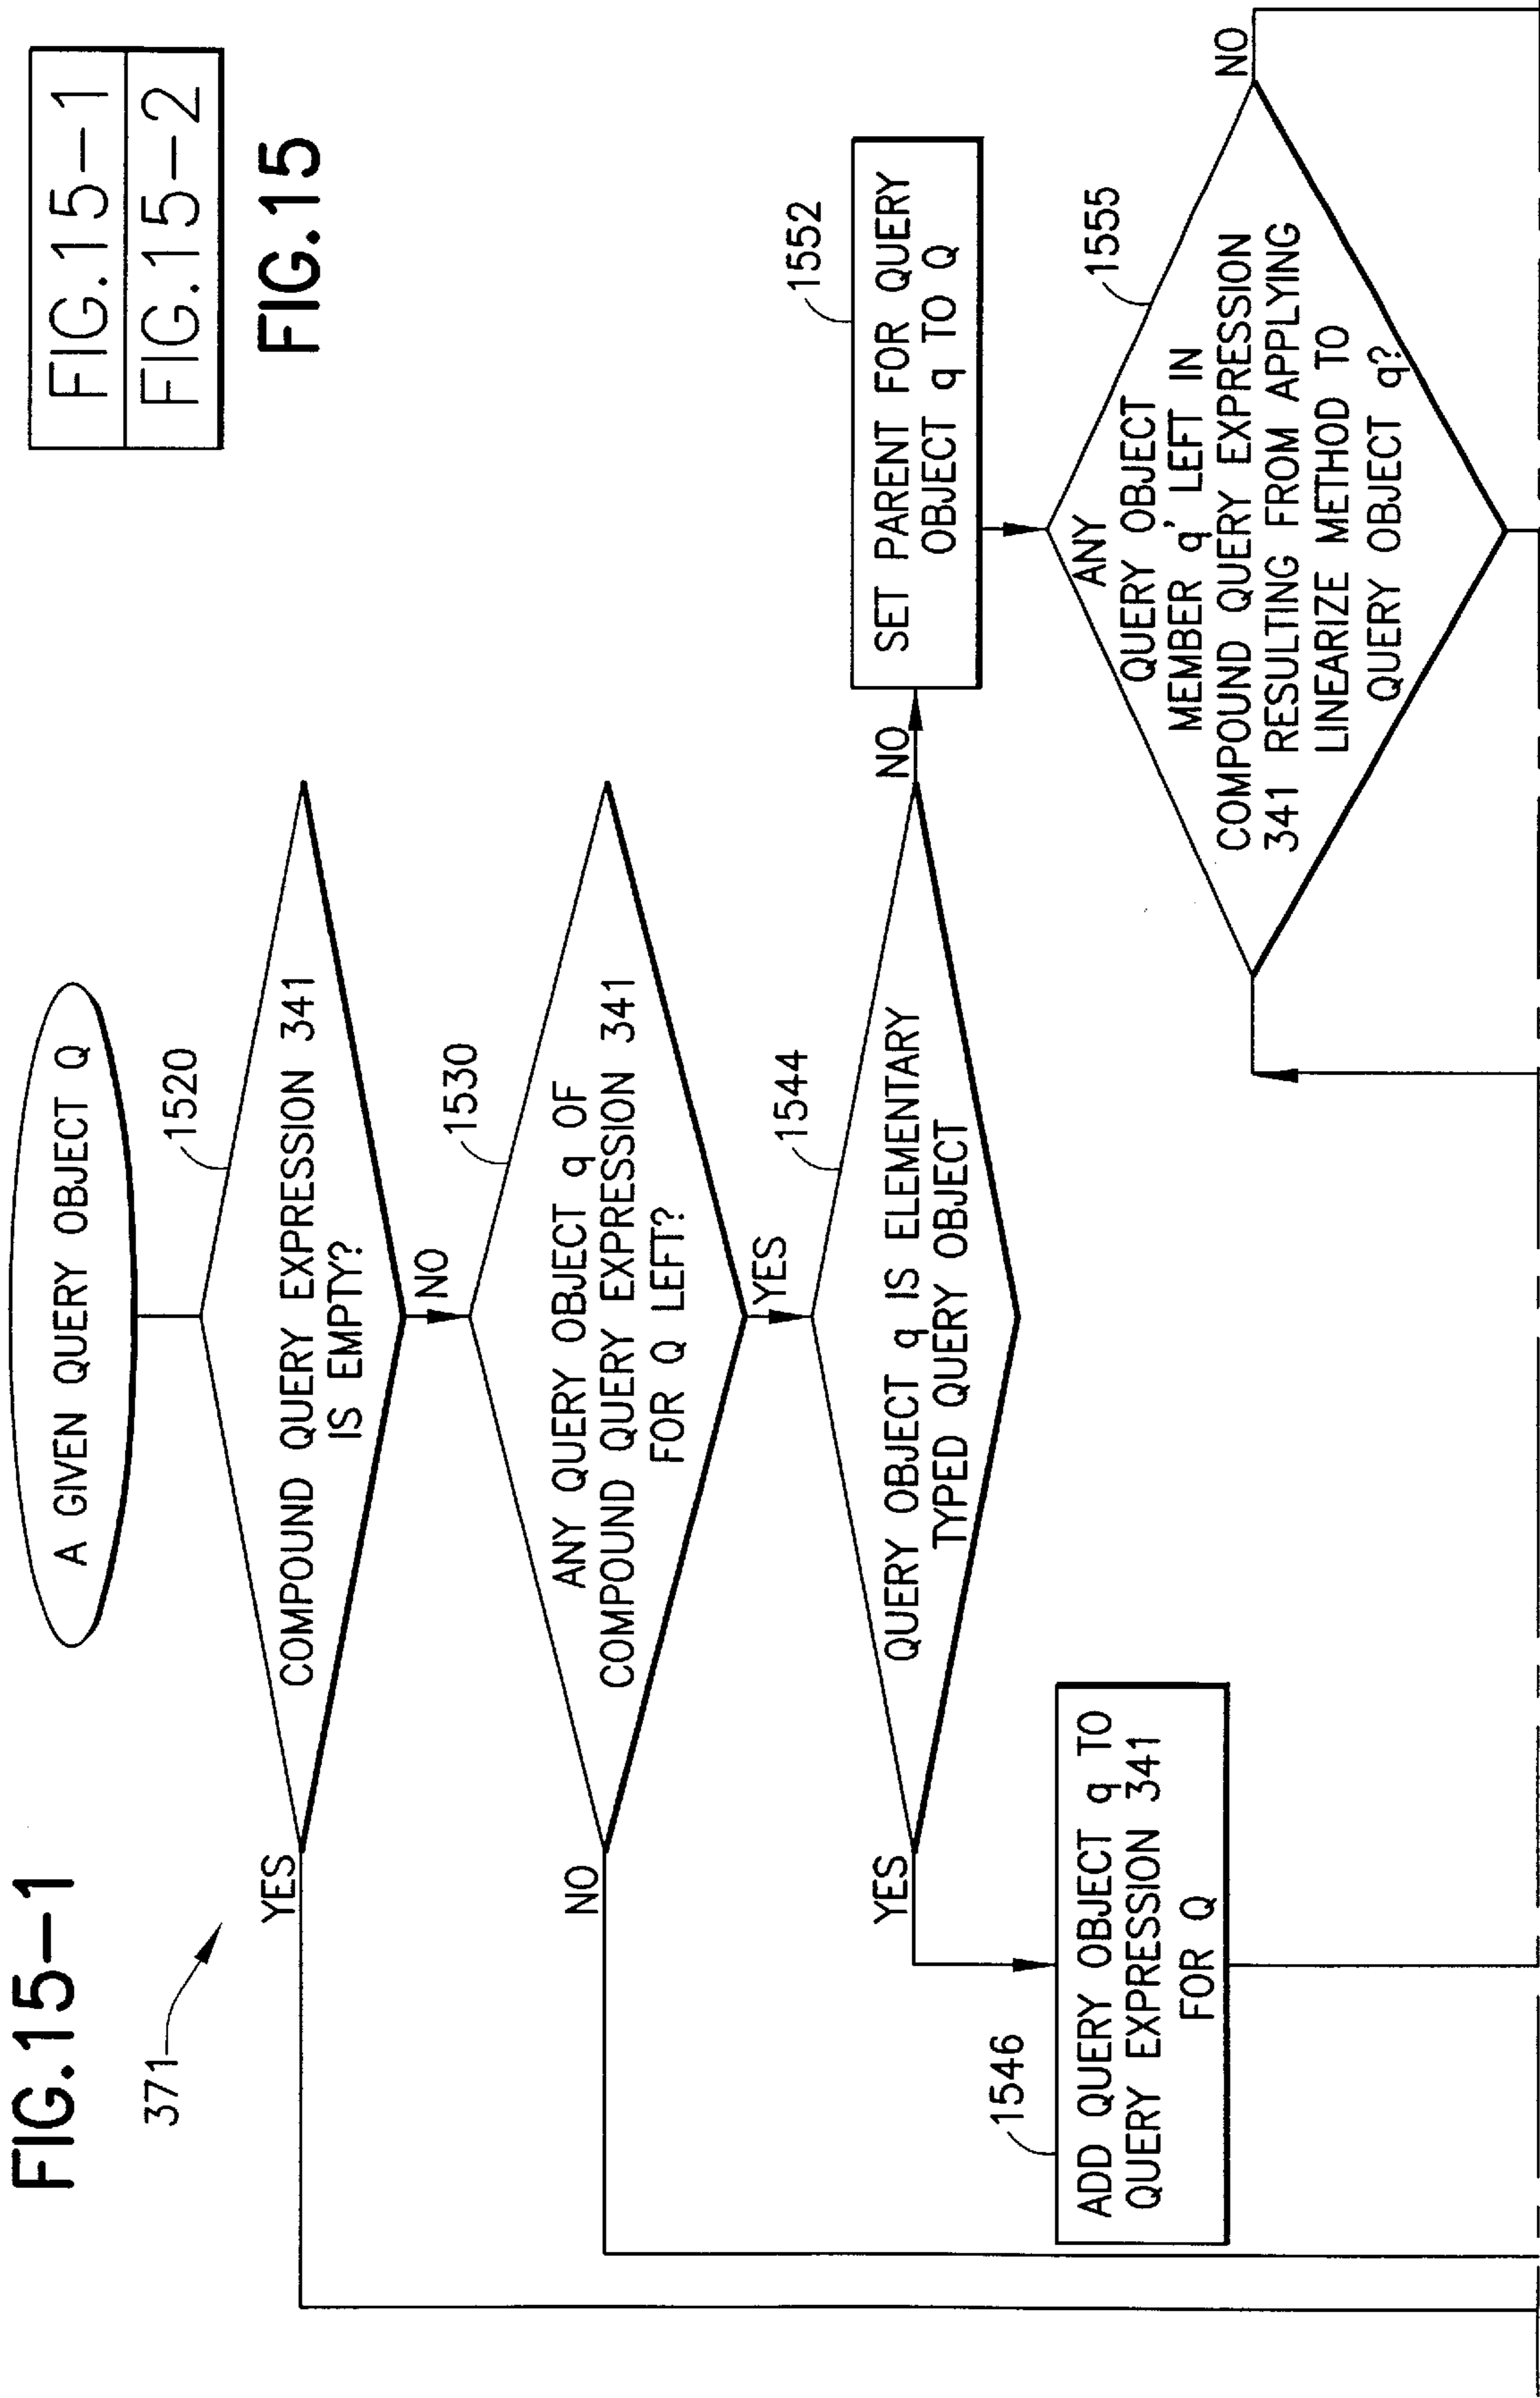 FIG.15-1
FIG.15-1
FIG.15-2
FIG.15
371
A GIVEN QUERY OBJECT Q
1520
COMPOUND QUERY EXPRESSION 341
IS EMPTY?
YES
NO
1530
ANY QUERY OBJECT q OF
COMPOUND QUERY EXPRESSION 341
FOR Q LEFT?
NO
YES
1544
QUERY OBJECT q IS ELEMENTARY
TYPED QUERY OBJECT
YES
NO
1546
ADD QUERY OBJECT q TO
QUERY EXPRESSION 341
FOR Q
1552
SET PARENT FOR QUERY
OBJECT q TO Q
1555
ANY
QUERY OBJECT
MEMBER q' LEFT IN
COMPOUND QUERY EXPRESSION
341 RESULTING FROM APPLYING
LINEARIZE METHOD TO
QUERY OBJECT q?
NO